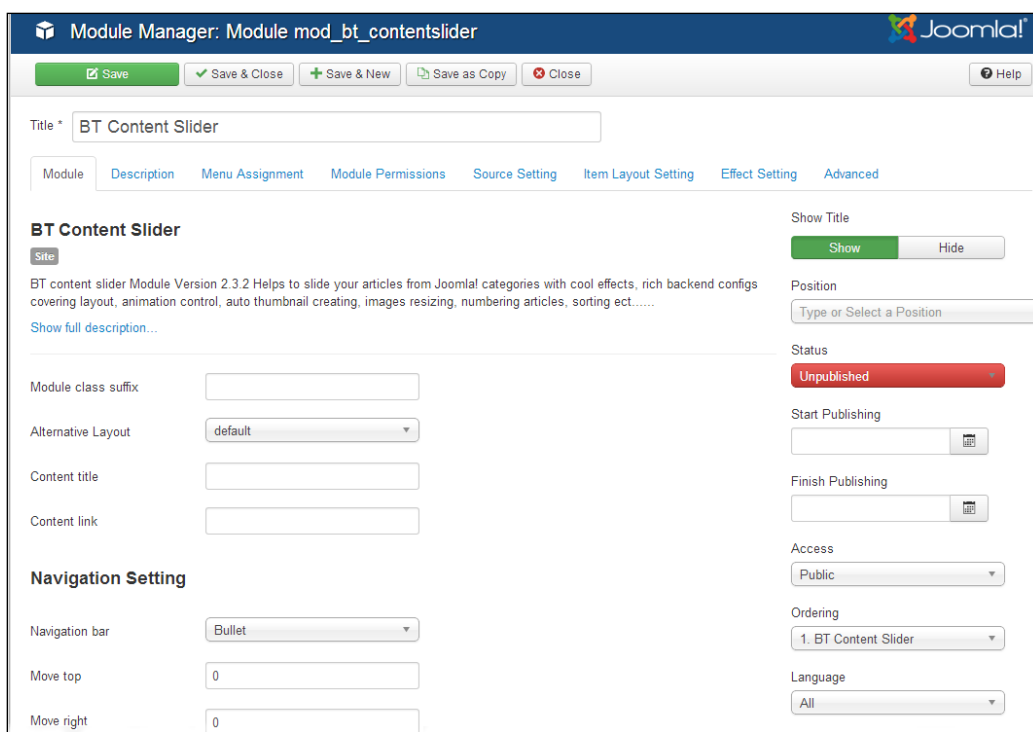 Module Manager: Module mod_bt_contentslider
Joomla!
Save
Save & Close
Save & New
Save as Copy
Close
Help
Title *
BT Content Slider
Module
Description
Menu Assignment
Module Permissions
Source Setting
Item Layout Setting
Effect Setting
Advanced
BT Content Slider
Site
BT content slider Module Version 2.3.2 Helps to slide your articles from Joomla! categories with cool effects, rich backend configs
covering layout, animation control, auto thumbnail creating, images resizing, numbering articles, sorting ect......
Show full description...
Module class suffix
Alternative Layout
default
Content title
Content link
Navigation Setting
Navigation bar
Bullet
Move top
0
Move right
0
Show Title
Show
Hide
Position
Type or Select a Position
Status
Unpublished
Start Publishing
Finish Publishing
Access
Public
Ordering
1. BT Content Slider
Language
All